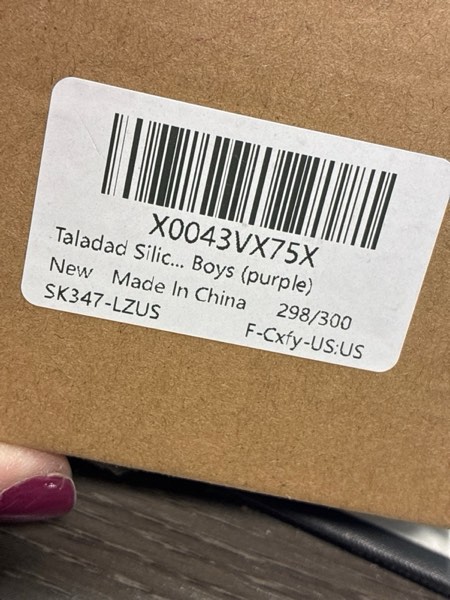 X0043VX75X
Taladad Silic... Boys (purple)
New Made In China 298/300
SK347-LZUS F-Cxfy-US:US